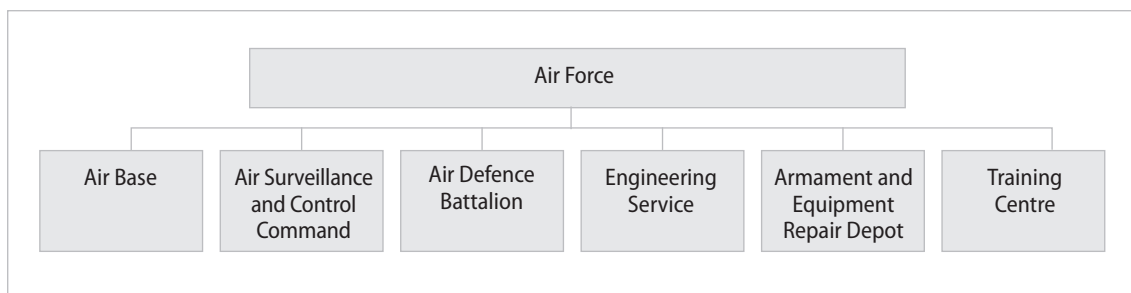 Air Force
Air Base
Air Surveillance
and Control
Command
Air Defence
Battalion
Engineering
Service
Armament and
Equipment
Repair Depot
Training
Centre